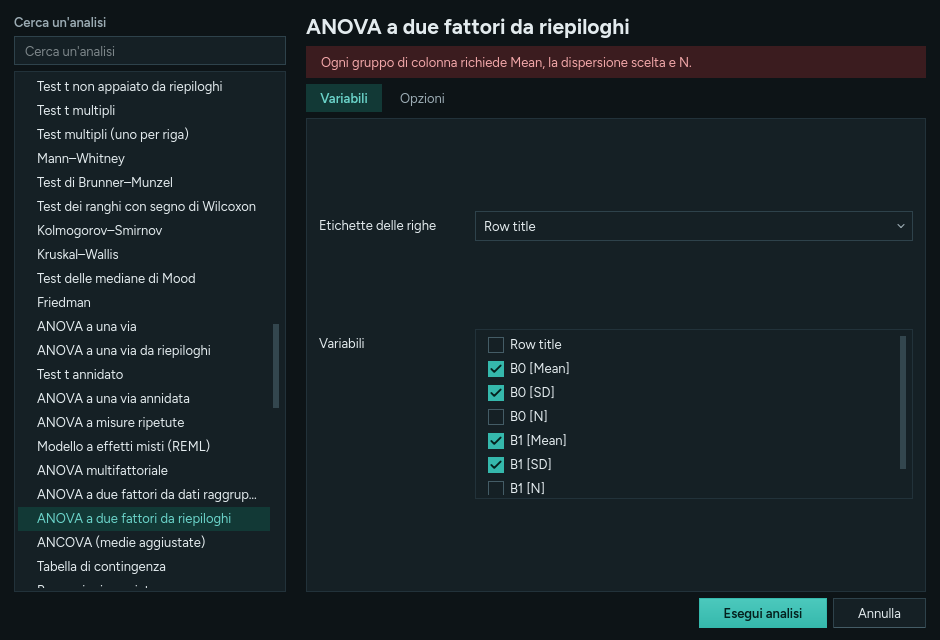 Cerca un'analisi
Cerca un'analisi
Test t non appaiato da riepiloghi
Test t multipli
Test multipli (uno per riga)
Mann–Whitney
Test di Brunner–Munzel
Test dei ranghi con segno di Wilcoxon
Kolmogorov–Smirnov
Kruskal–Wallis
Test delle mediane di Mood
Friedman
ANOVA a una via
ANOVA a una via da riepiloghi
Test t annidato
ANOVA a una via annidata
ANOVA a misure ripetute
Modello a effetti misti (REML)
ANOVA multifattoriale
ANOVA a due fattori da dati raggrup...
ANOVA a due fattori da riepiloghi
ANCOVA (medie aggiustate)
Tabella di contingenza
ANOVA a due fattori da riepiloghi
Ogni gruppo di colonna richiede Mean, la dispersione scelta e N.
Variabili
Opzioni
Etichette delle righe
Row title
Variabili
Row title
B0 [Mean]
B0 [SD]
B0 [N]
B1 [Mean]
B1 [SD]
B1 [N]
Esegui analisi
Annulla